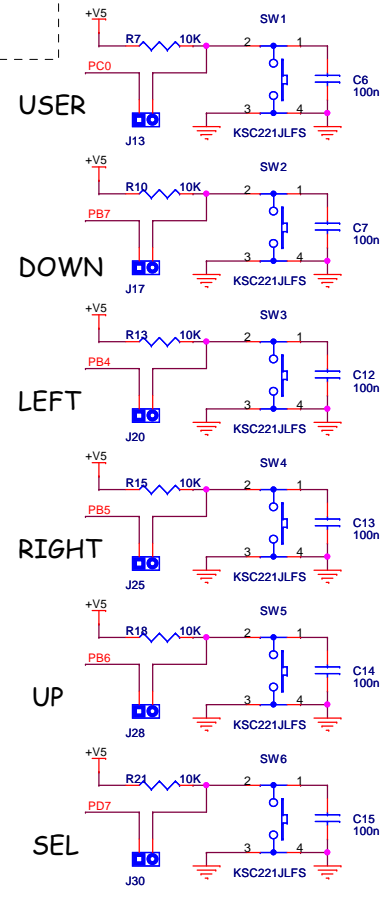 +V5
SW1
R7 10K 2 1
PC0
C6
100n
USER
3 4
J13
KSC221JLFS
+V5
SW2
R10 10K 2 1
PB7
C7
100n
DOWN
3 4
J17
KSC221JLFS
+V5
SW3
R13 10K 2 1
PB4
C12
100n
LEFT
3 4
J20
KSC221JLFS
+V5
SW4
R15 10K 2 1
PB5
C13
100n
RIGHT
3 4
J25
KSC221JLFS
+V5
SW5
R18 10K 2 1
PB6
C14
100n
UP
3 4
J28
KSC221JLFS
+V5
SW6
R21 10K 2 1
PD7
C15
100n
SEL
3 4
J30
KSC221JLFS